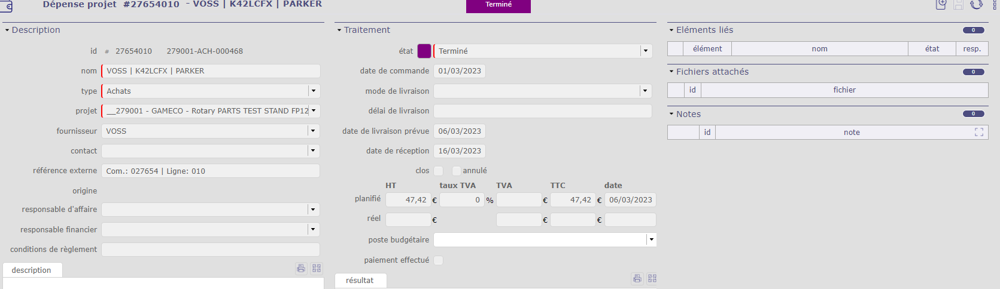 Dépense projet #27654010 - VOSS | K42LCFX | PARKER
Terminé
Description
id # 27654010 279001-ACH-000468
nom VOSS | K42LCFX | PARKER
type Achats
projet __279001 - GAMECO - Rotary PARTS TEST STAND FP12
fournisseur VOSS
contact
référence externe Com.: 027654 | Ligne: 010
origine
responsable d'affaire
responsable financier
conditions de règlement
description
Traitement
état Terminé
date de commande 01/03/2023
mode de livraison
délai de livraison
date de livraison prévue 06/03/2023
date de réception 16/03/2023
clos annulé
HT taux TVA TVA TTC date
planifié 47,42 € 0 % € 47,42 € 06/03/2023
réel € € €
poste budgétaire
paiement effectué
résultat
Eléments liés 0
élément nom état resp.
Fichiers attachés 0
id fichier
Notes 0
id note